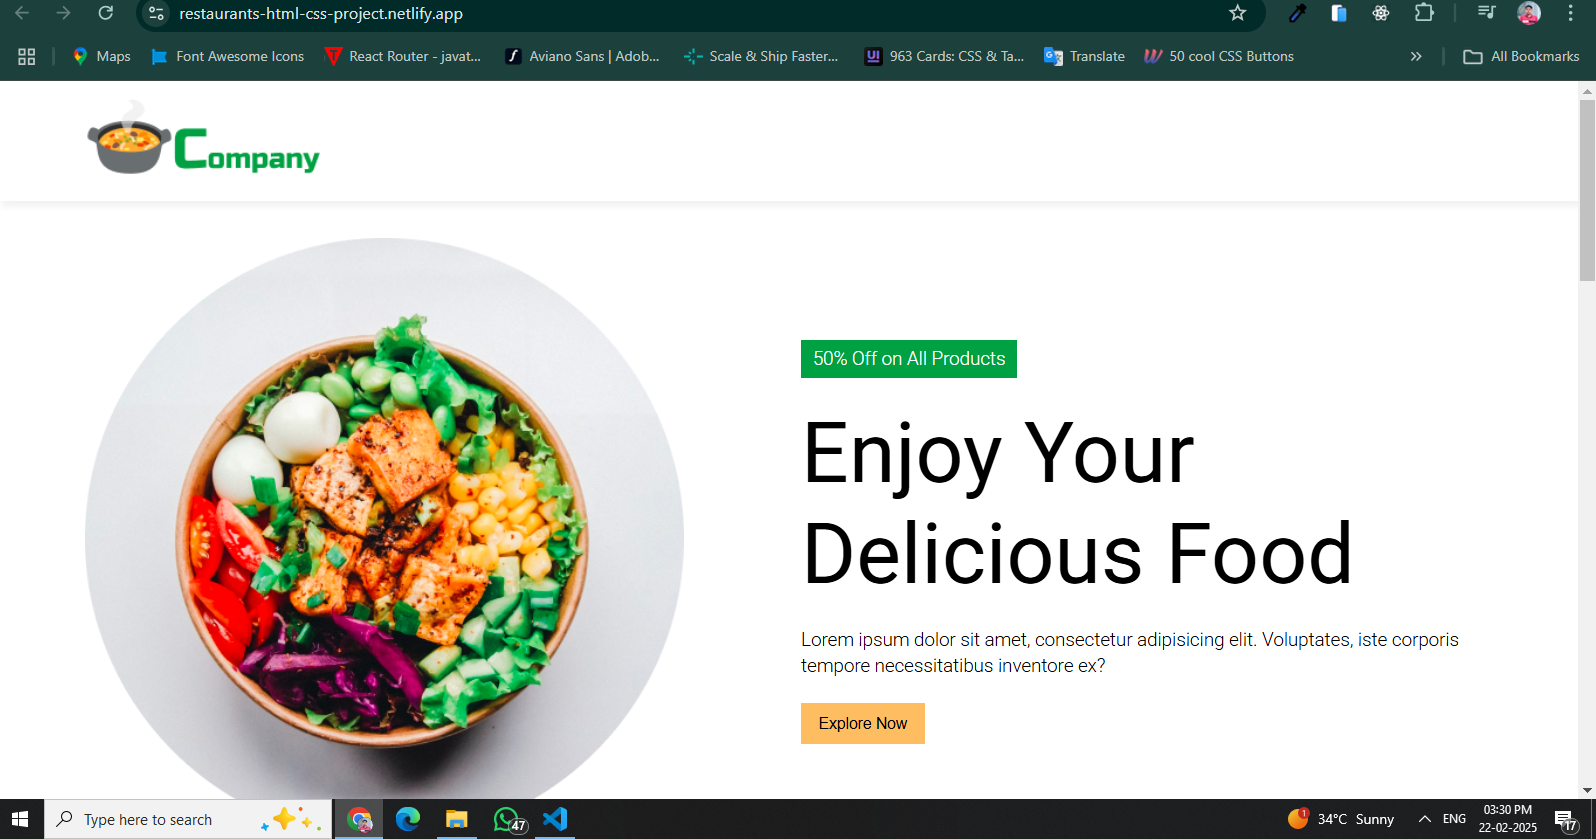 restaurants-html-css-project.netlify.app
Maps
Font Awesome Icons
React Router - javat...
Aviano Sans | Adob...
Scale & Ship Faster...
UI
963 Cards: CSS & Ta...
Translate
50 cool CSS Buttons
All Bookmarks
Company
50% Off on All Products
Enjoy Your
Delicious Food
Lorem ipsum dolor sit amet, consectetur adipisicing elit. Voluptates, iste corporis
tempore necessitatibus inventore ex?
Explore Now
Type here to search
47
1
34°C Sunny
ENG
03:30 PM
22-02-2025
17